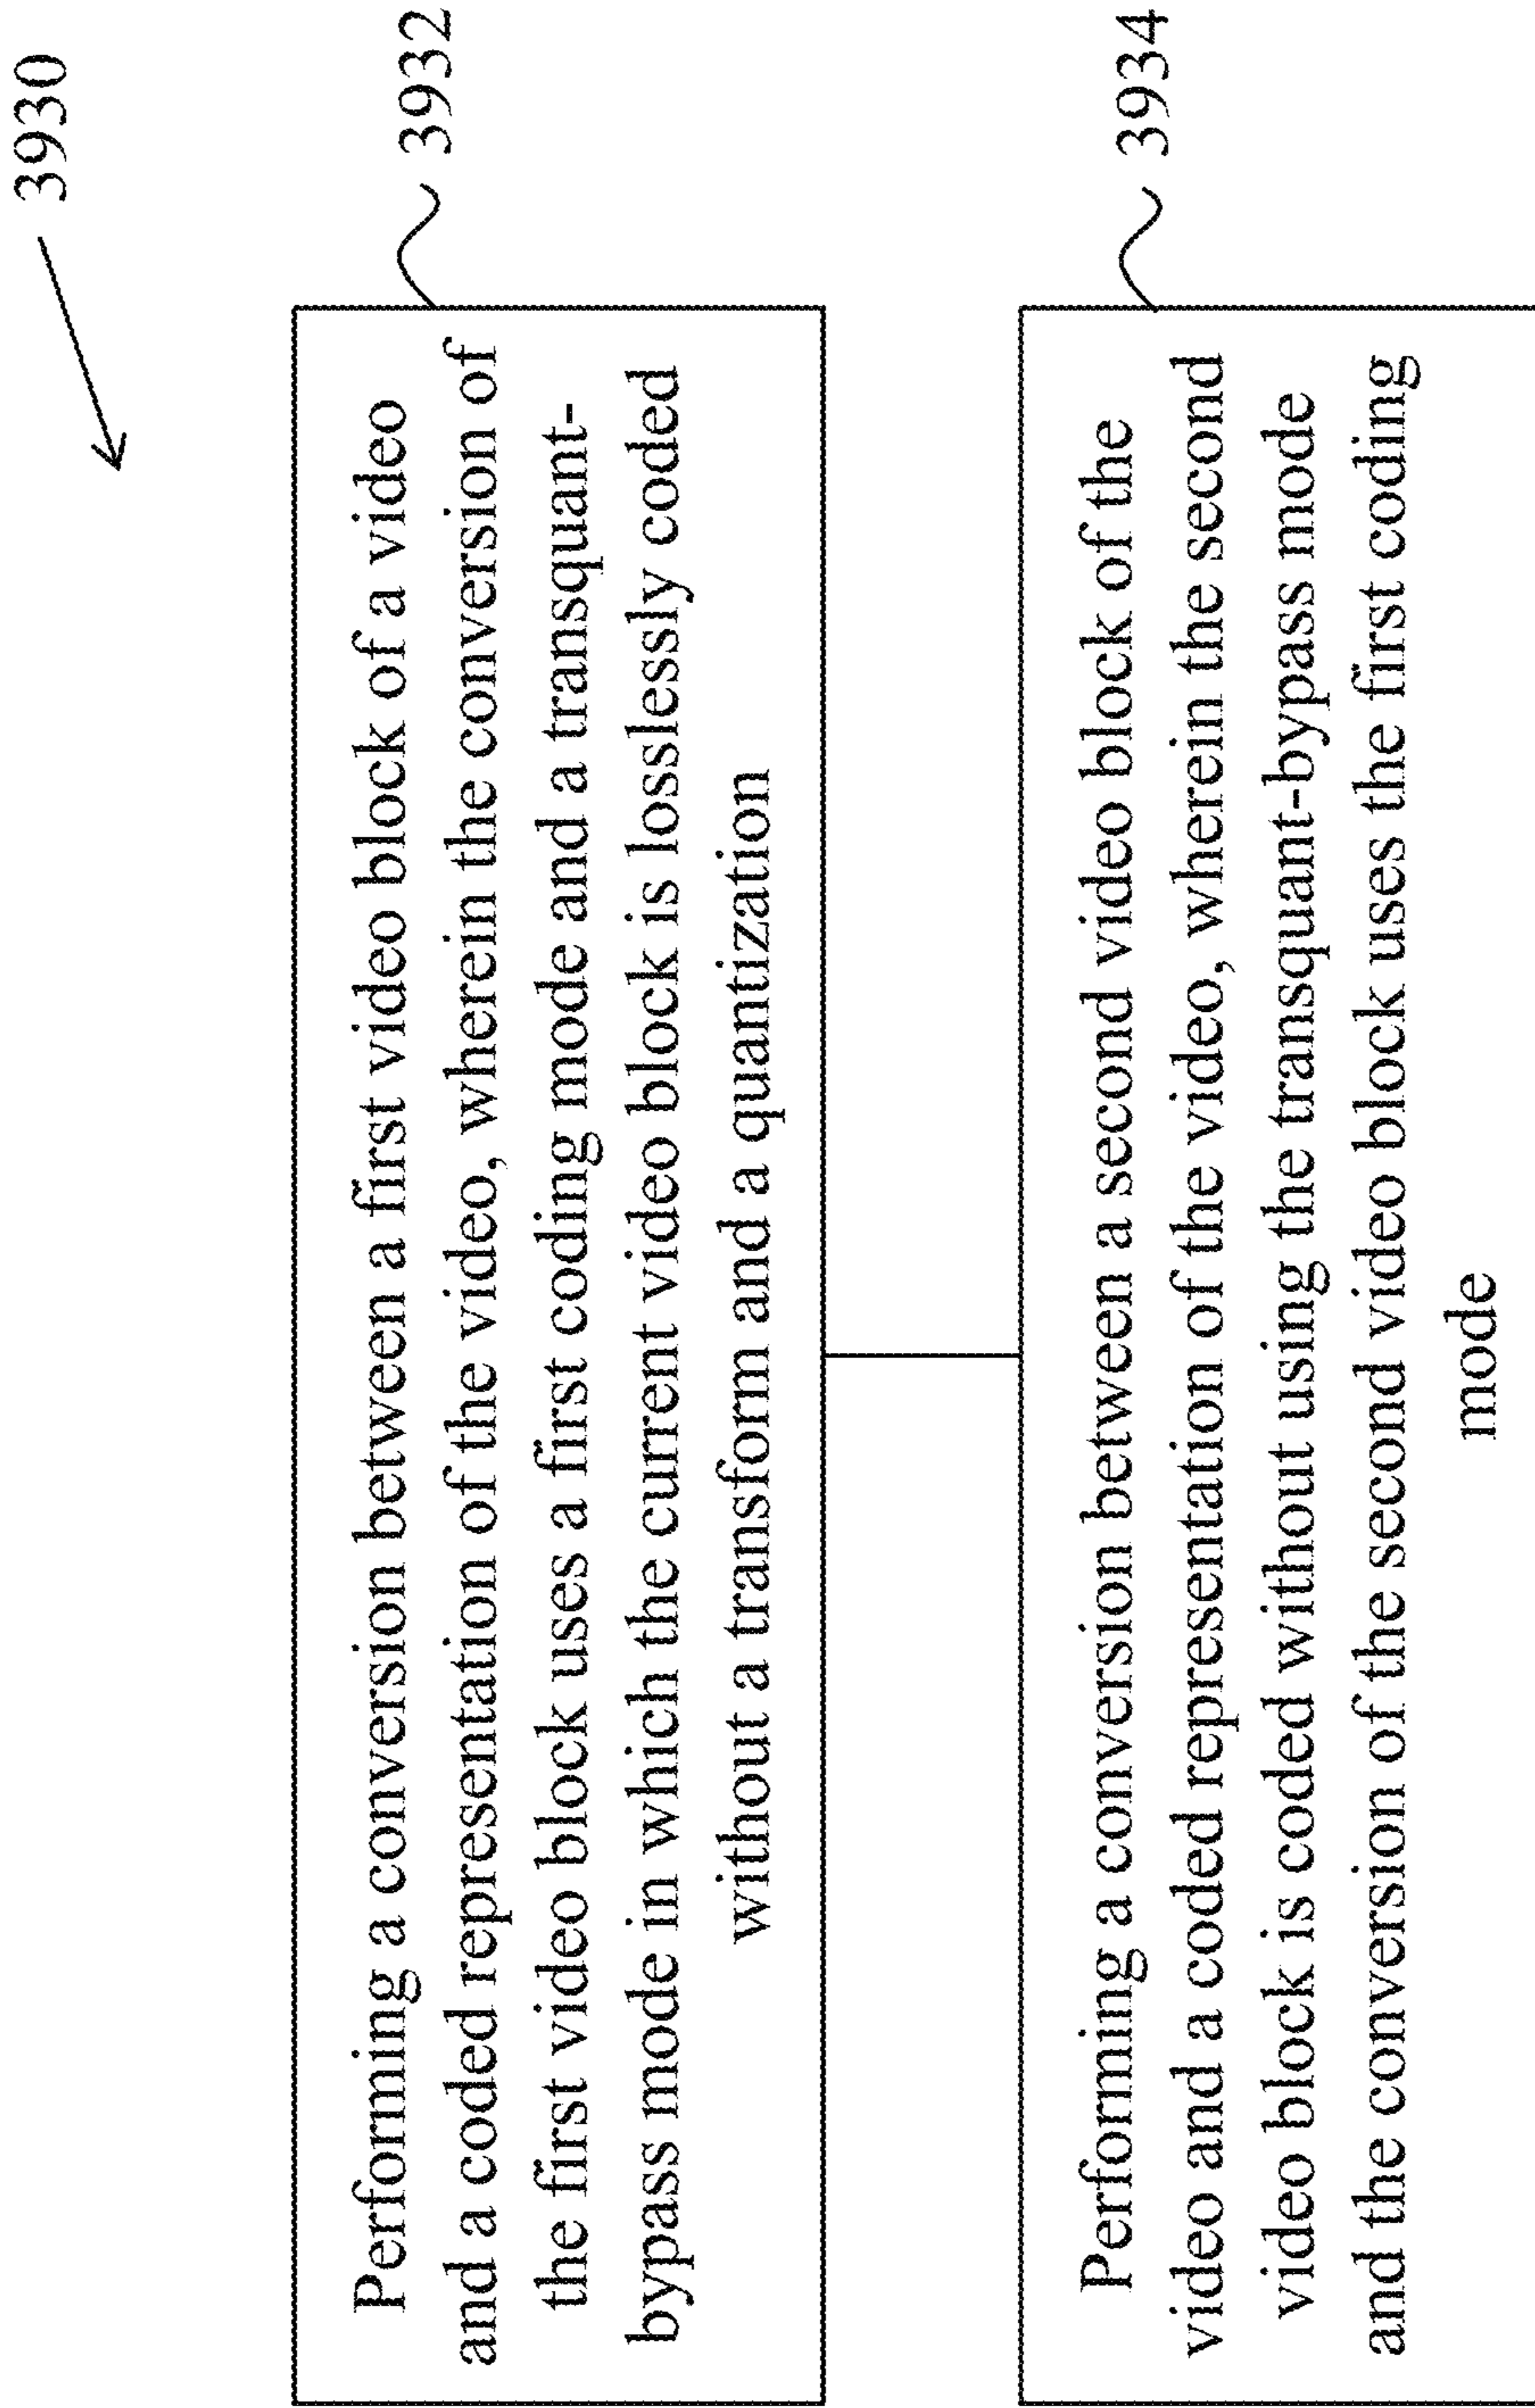 3930
Performing a conversion between a first video block of a video
and a coded representation of the video, wherein the conversion of
the first video block uses a first coding mode and a transquant-
bypass mode in which the current video block is losslessly coded
without a transform and a quantization
3932
Performing a conversion between a second video block of the
video and a coded representation of the video, wherein the second
video block is coded without using the transquant-bypass mode
and the conversion of the second video block uses the first coding
mode
3934